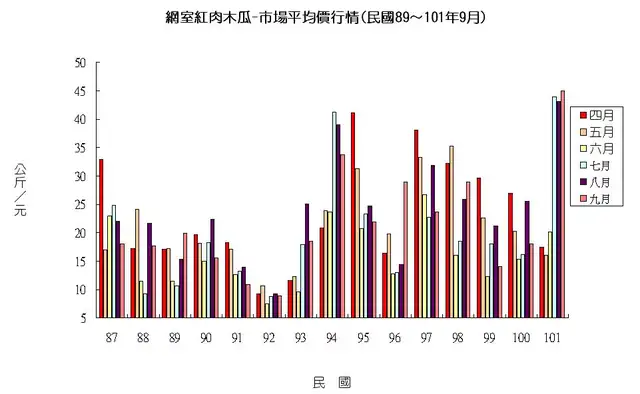 網室紅肉木瓜-市場平均價行情(民國89～101年9月)
50
45
40
35
30
25
20
15
10
5
公斤／元
87 88 89 90 91 92 93 94 95 96 97 98 99 100 101
民 國
四月
五月
六月
七月
八月
九月